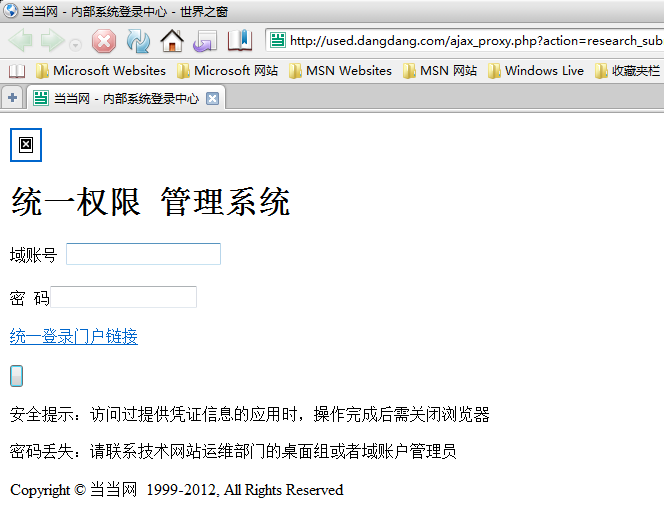 当当网 - 内部系统登录中心 - 世界之窗
http://used.dangdang.com/ajax_proxy.php?action=research_sub
Microsoft Websites Microsoft 网站 MSN Websites MSN 网站 Windows Live 收藏夹栏
当当网 - 内部系统登录中心
统一权限 管理系统
域账号
密 码
统一登录门户链接
安全提示：访问过提供凭证信息的应用时，操作完成后需关闭浏览器
密码丢失：请联系技术网站运维部门的桌面组或者域账户管理员
Copyright © 当当网 1999-2012, All Rights Reserved